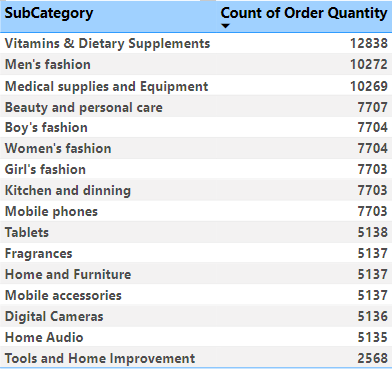 SubCategory Count of Order Quantity
Vitamins & Dietary Supplements 12838
Men's fashion 10272
Medical supplies and Equipment 10269
Beauty and personal care 7707
Boy's fashion 7704
Women's fashion 7704
Girl's fashion 7703
Kitchen and dinning 7703
Mobile phones 7703
Tablets 5138
Fragrances 5137
Home and Furniture 5137
Mobile accessories 5137
Digital Cameras 5136
Home Audio 5135
Tools and Home Improvement 2568